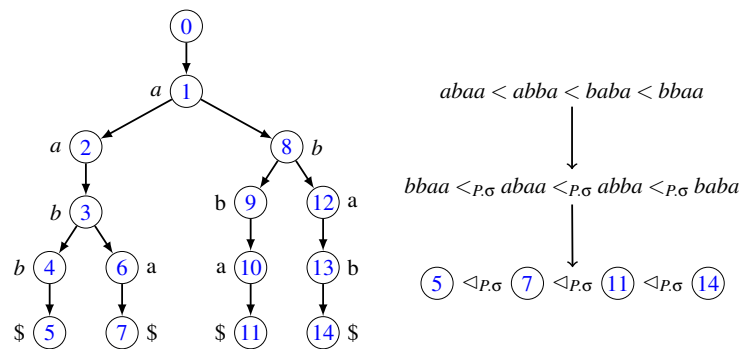 0
a 1
abaa < abba < baba < bbaa
a 2 8 b
b 3 b 9 12 a
bbaa <P.σ abaa <P.σ abba <P.σ baba
b 4 6 a a 10 13 b
5 ◁P.σ 7 ◁P.σ 11 ◁P.σ 14
$ 5 7 $ $ 11 14 $